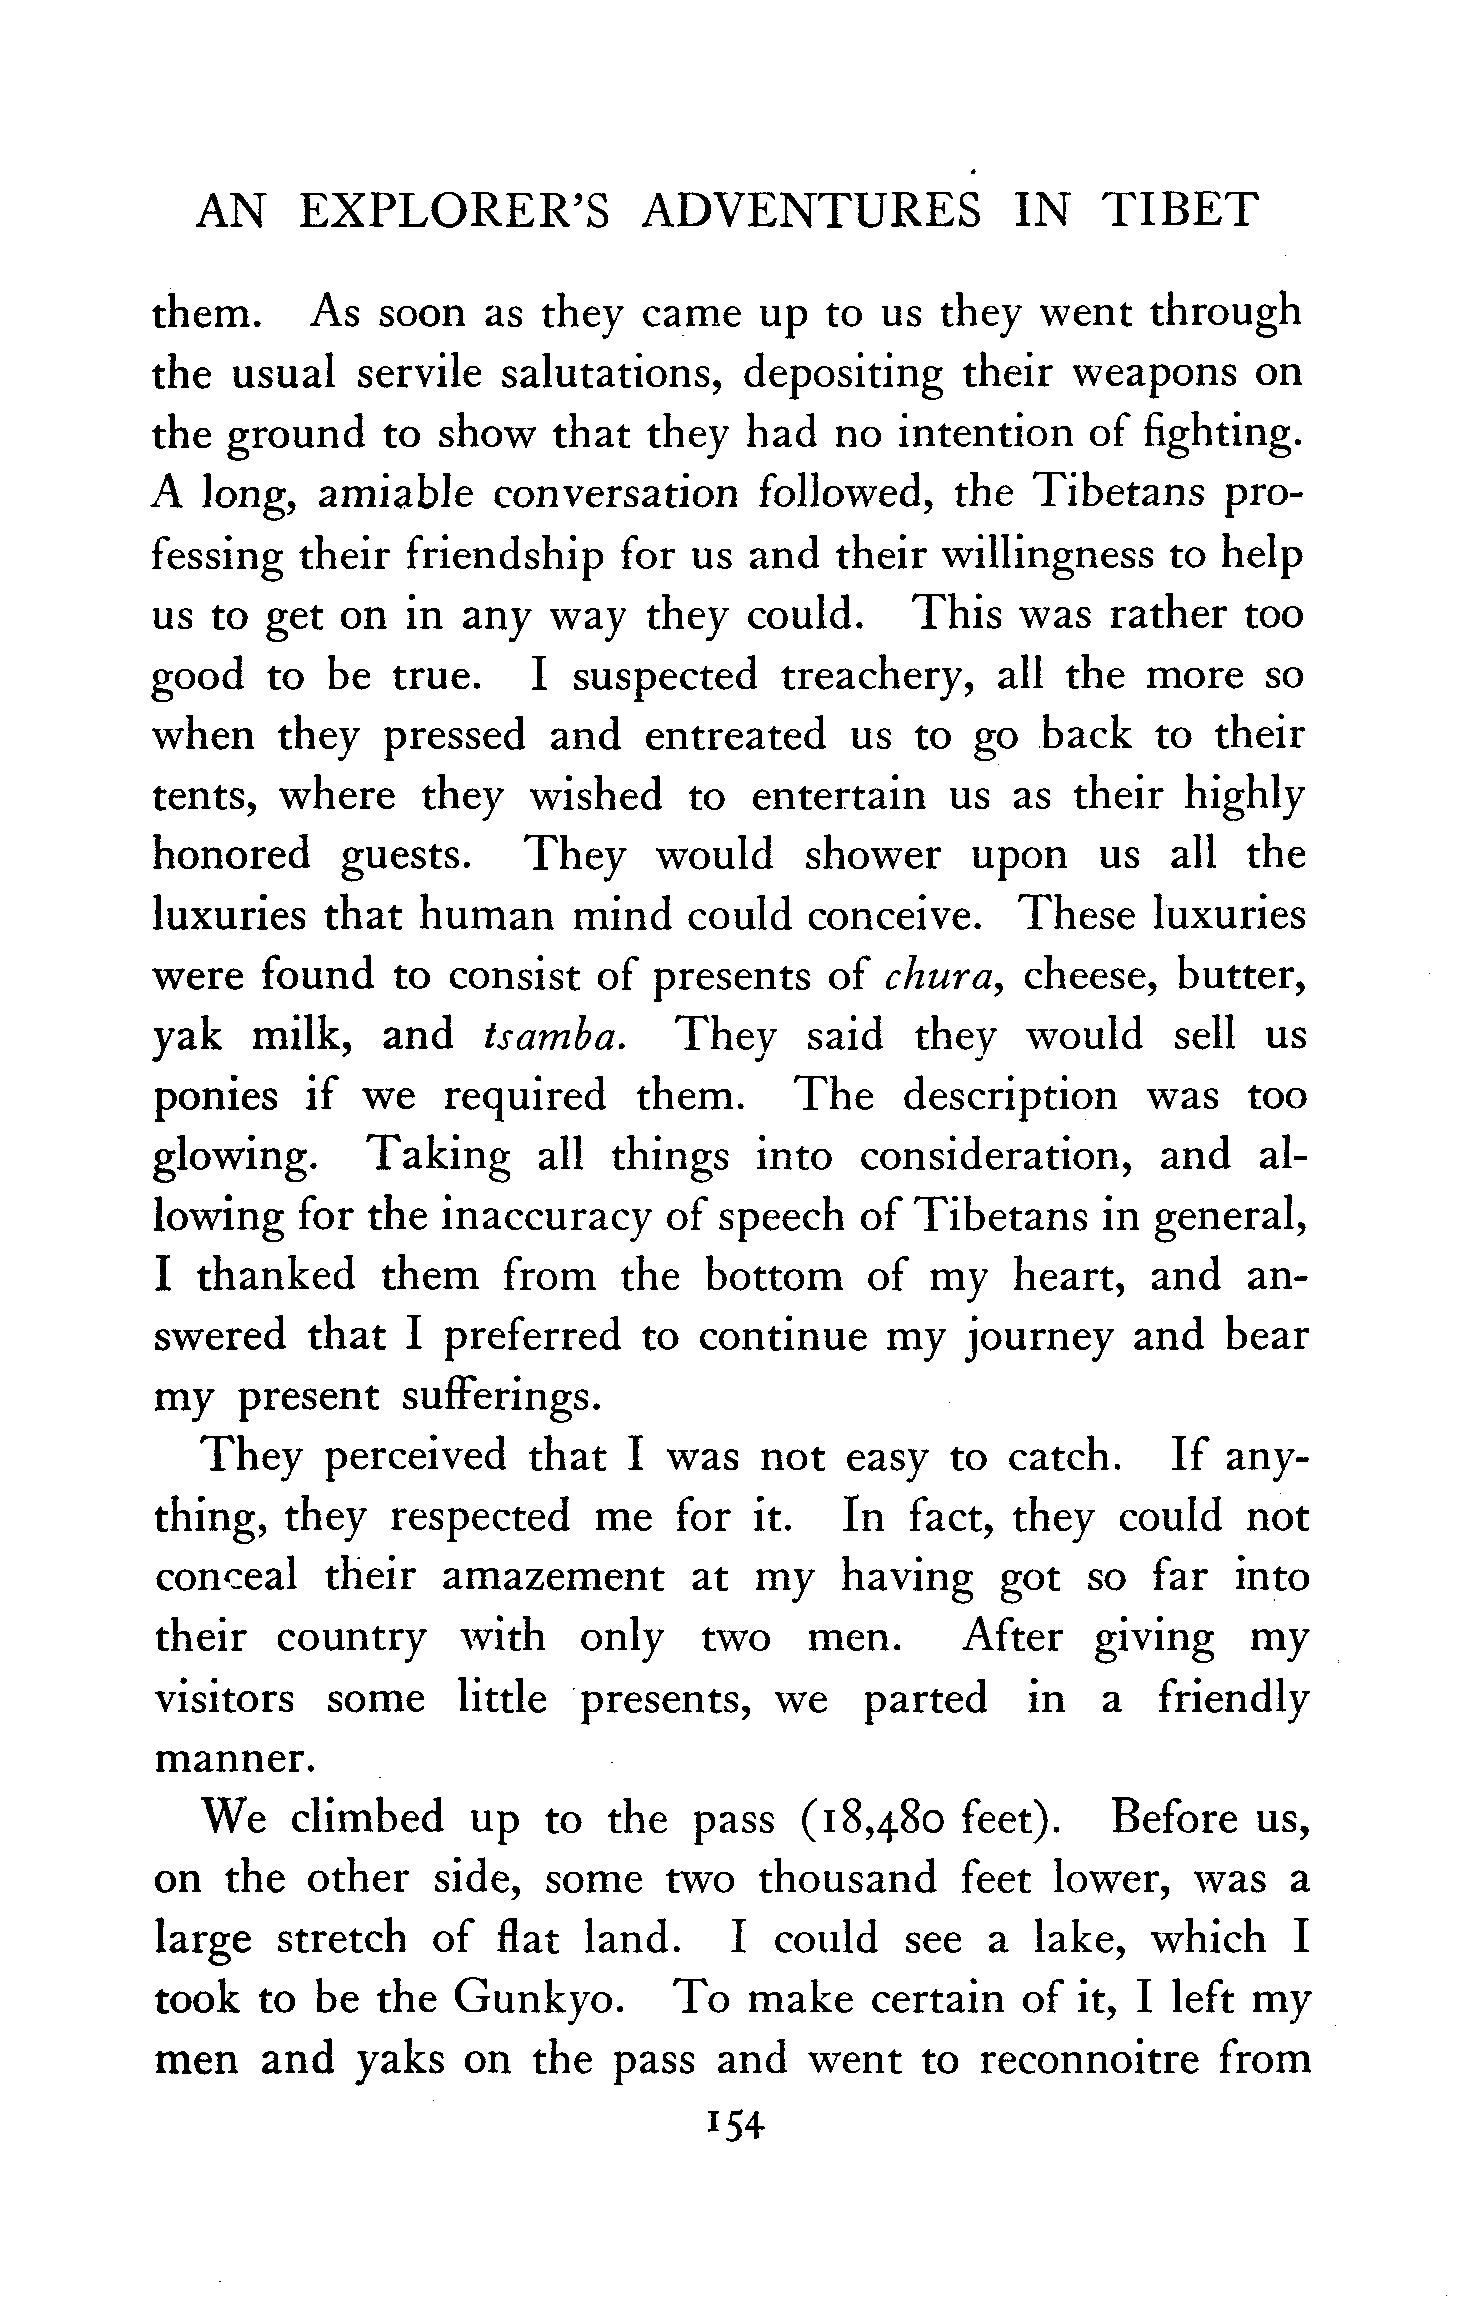 AN EXPLORER'S ADVENTURES IN TIBET
them. As soon as they came up to us they went through
the usual servile salutations, depositing their weapons on
the ground to show that they had no intention of fighting.
A long, amiable conversation followed, the Tibetans pro-
fessing their friendship for us and their willingness to help
us to get on in any way they could. This was rather too
good to be true. I suspected treachery, all the more so
when they pressed and entreated us to go back to their
tents, where they wished to entertain us as their highly
honored guests. They would shower upon us all the
luxuries that human mind could conceive. These luxuries
were found to consist of presents of chura, cheese, butter,
yak milk, and tsamba. They said they would sell us
ponies if we required them. The description was too
glowing. Taking all things into consideration, and al-
lowing for the inaccuracy of speech of Tibetans in general,
I thanked them from the bottom of my heart, and an-
swered that I preferred to continue my journey and bear
my present sufferings.
They perceived that I was not easy to catch. If any-
thing, they respected me for it. In fact, they could not
conceal their amazement at my having got so far into
their country with only two men. After giving my
visitors some little presents, we parted in a friendly
manner.
We climbed up to the pass (18,480 feet). Before us,
on the other side, some two thousand feet lower, was a
large stretch of flat land. I could see a lake, which I
took to be the Gunkyo. To make certain of it, I left my
men and yaks on the pass and went to reconnoitre from
154